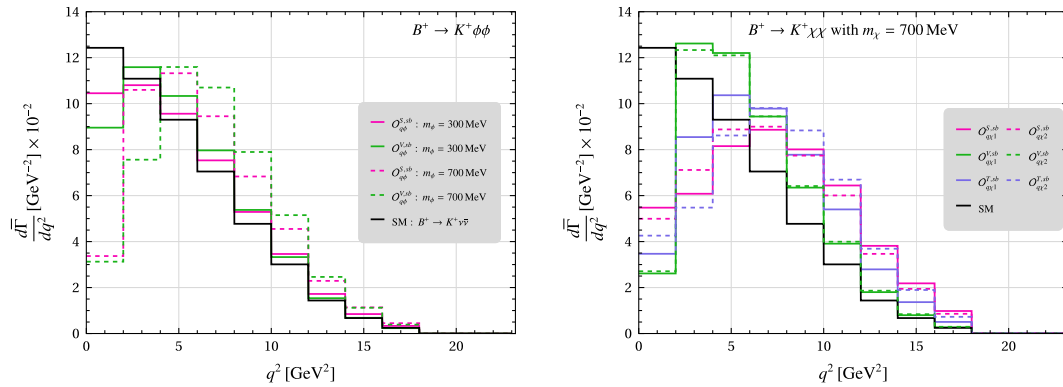 B⁺ → K⁺ϕϕ
14
12
10
8
6
4
2
0
dΓ̅/dq² [GeV⁻²] × 10⁻²
O^{S,sb}_{qϕ} : m_ϕ = 300 MeV
O^{V,sb}_{qϕ} : m_ϕ = 300 MeV
O^{S,sb}_{qϕ} : m_ϕ = 700 MeV
O^{V,sb}_{qϕ} : m_ϕ = 700 MeV
SM : B⁺ → K⁺νν̅
0 5 10 15 20
q² [GeV²]
B⁺ → K⁺χχ with m_χ = 700 MeV
14
12
10
8
6
4
2
0
dΓ̅/dq² [GeV⁻²] × 10⁻²
O^{S,sb}_{qχ1} O^{S,sb}_{qχ2}
O^{V,sb}_{qχ1} O^{V,sb}_{qχ2}
O^{T,sb}_{qχ1} O^{T,sb}_{qχ2}
SM
0 5 10 15 20
q² [GeV²]